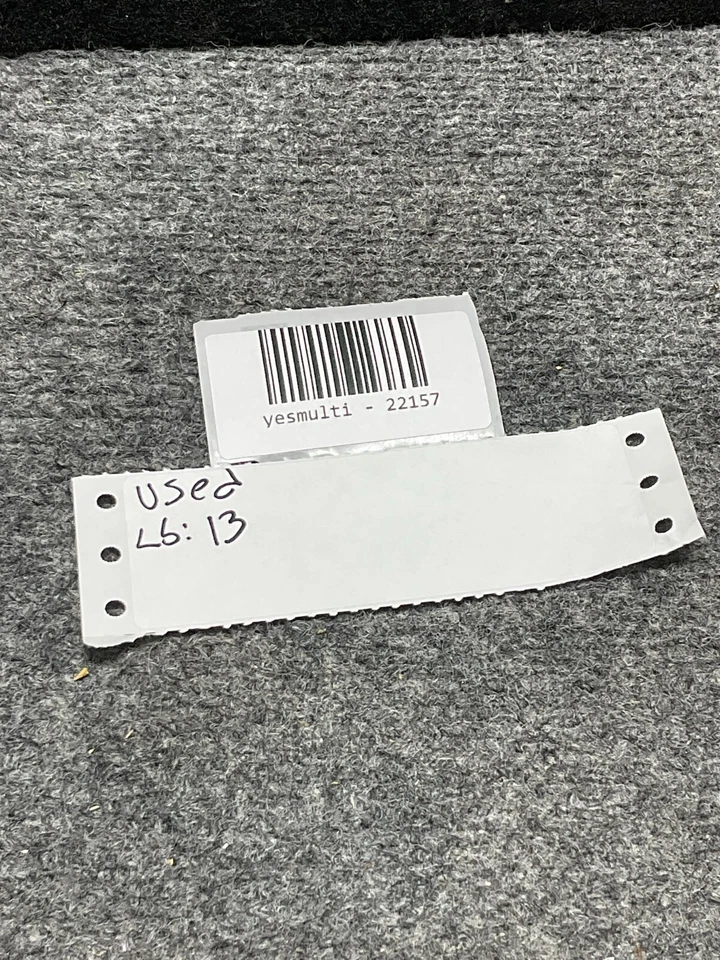 yesmulti - 22157
Used
Lb: 13